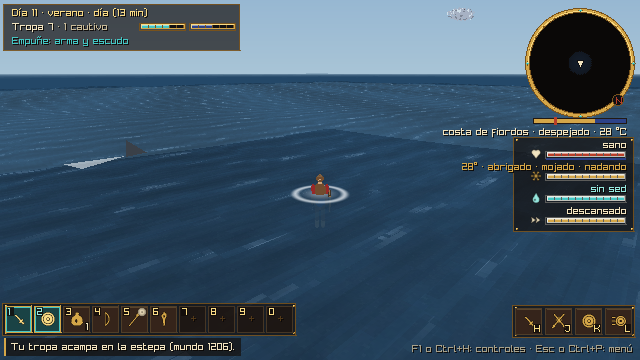 Día 11 · verano · día (13 min)
Tropa 7 · 1 cautivo
Empuñe: arma y escudo
N
costa de fiordos · despejado · 28 °C
sano
28° · abrigado · mojado · nadando
sin sed
descansado
1 2 3 4 5 6 7 8 9 0
1
H J K L
Tu tropa acampa en la estepa (mundo 1206).
F1 o Ctrl+H: controles · Esc o Ctrl+P: menú